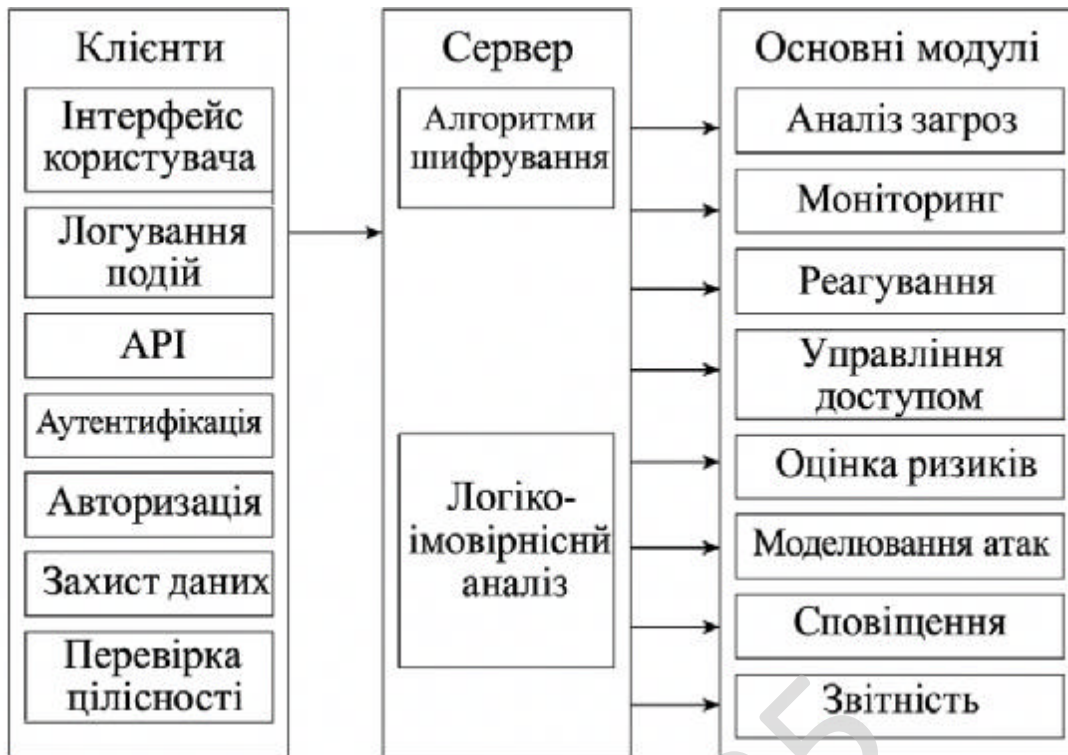 Клієнти
Інтерфейс
користувача
Логування
подій
API
Аутентифікація
Авторизація
Захист даних
Перевірка
цілісності
Сервер
Алгоритми
шифрування
Логіко-
імовірнісний
аналіз
Основні модулі
Аналіз загроз
Моніторинг
Реагування
Управління
доступом
Оцінка ризиків
Моделювання атак
Сповіщення
Звітність